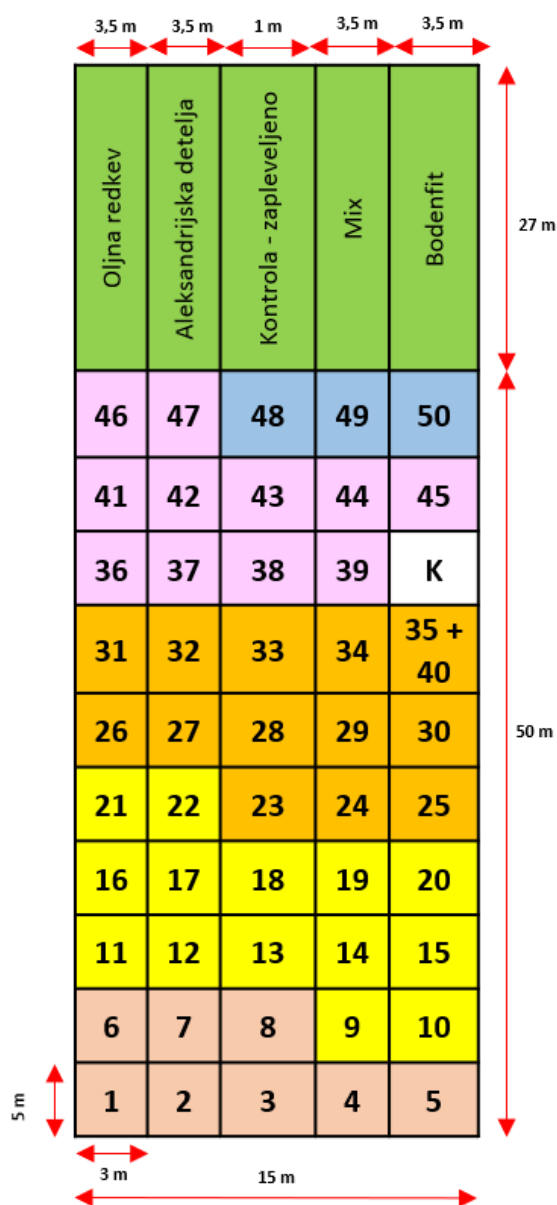 3,5 m 3,5 m 1 m 3,5 m 3,5 m
Oljna redkev
Aleksandrijska detelja
Kontrola - zapleveljeno
Mix
Bodenfit
27 m
46 47 48 49 50
41 42 43 44 45
36 37 38 39 K
31 32 33 34 35 +
40
26 27 28 29 30
50 m
21 22 23 24 25
16 17 18 19 20
11 12 13 14 15
6 7 8 9 10
5 m
1 2 3 4 5
3 m
15 m